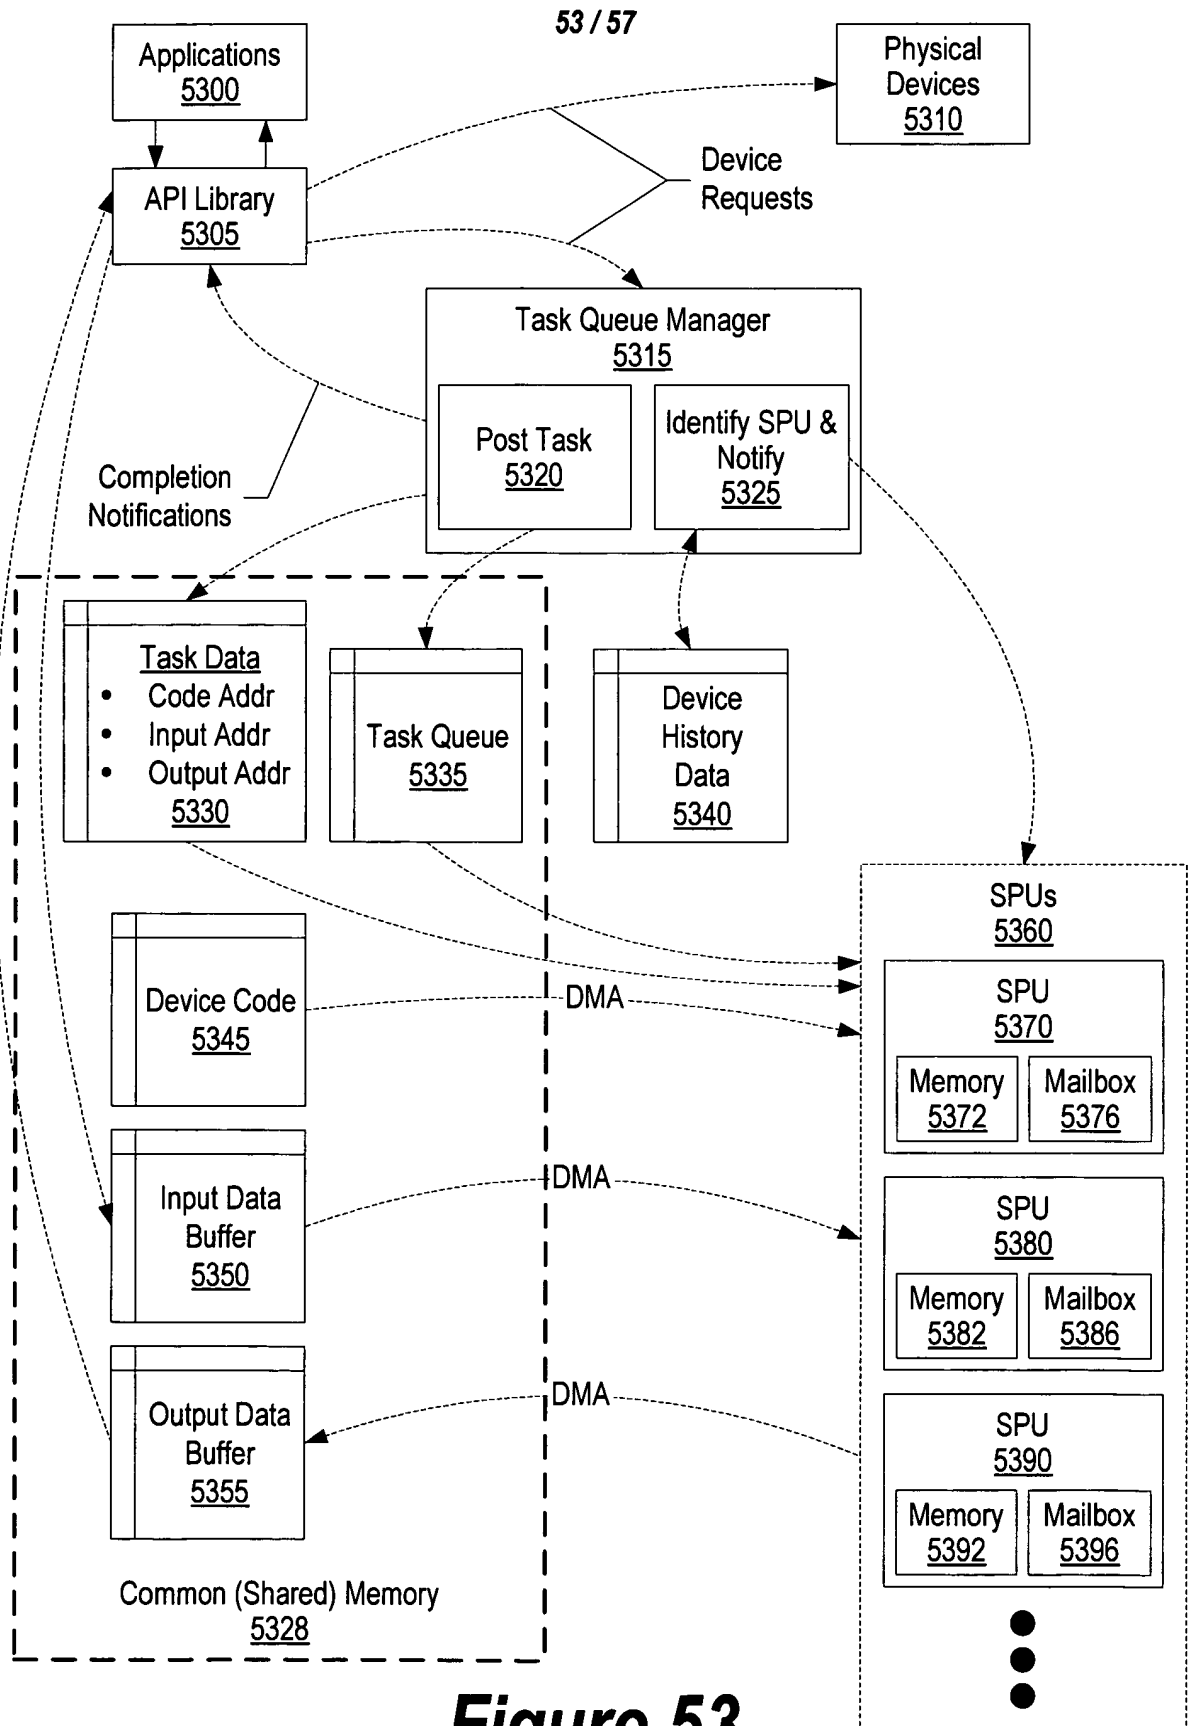 53 / 57
Applications
5300
Physical
Devices
5310
API Library
5305
Device
Requests
Task Queue Manager
5315
Post Task
5320
Identify SPU &
Notify
5325
Completion
Notifications
Task Data
• Code Addr
• Input Addr
• Output Addr
5330
Task Queue
5335
Device
History
Data
5340
SPUs
5360
Device Code
5345
DMA
SPU
5370
Memory
5372
Mailbox
5376
Input Data
Buffer
5350
DMA
SPU
5380
Memory
5382
Mailbox
5386
Output Data
Buffer
5355
DMA
SPU
5390
Memory
5392
Mailbox
5396
Common (Shared) Memory
5328
Figure 53